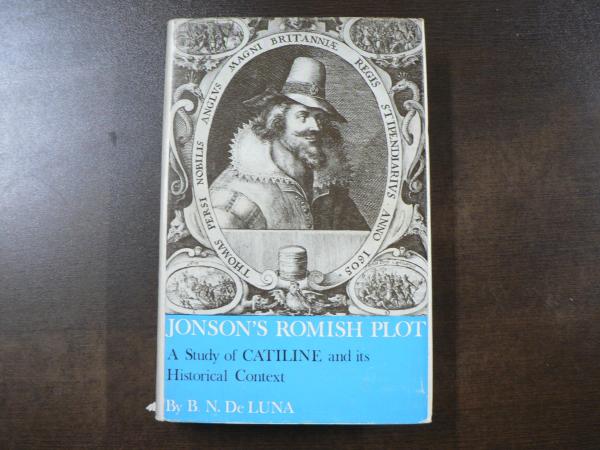 THOMAS PERSI NOBILIS ANGLVS MAGNI BRITANNIÆ REGIS STIPENDIARIVS ANNO 1605.
JONSON'S ROMISH PLOT
A Study of CATILINE and its
Historical Context
By B. N. De LUNA